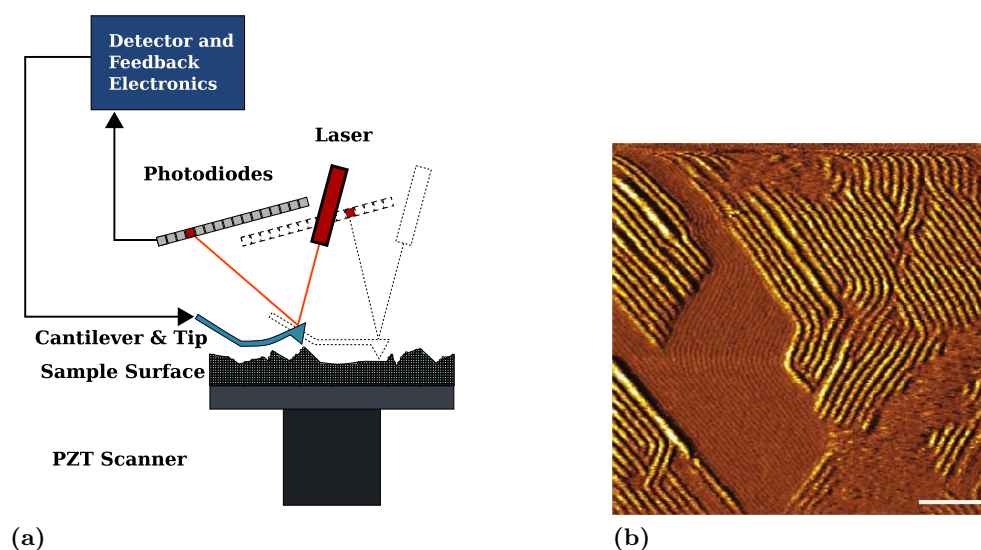 Detector and
Feedback
Electronics
Laser
Photodiodes
Cantilever & Tip
Sample Surface
PZT Scanner
(a)
(b)